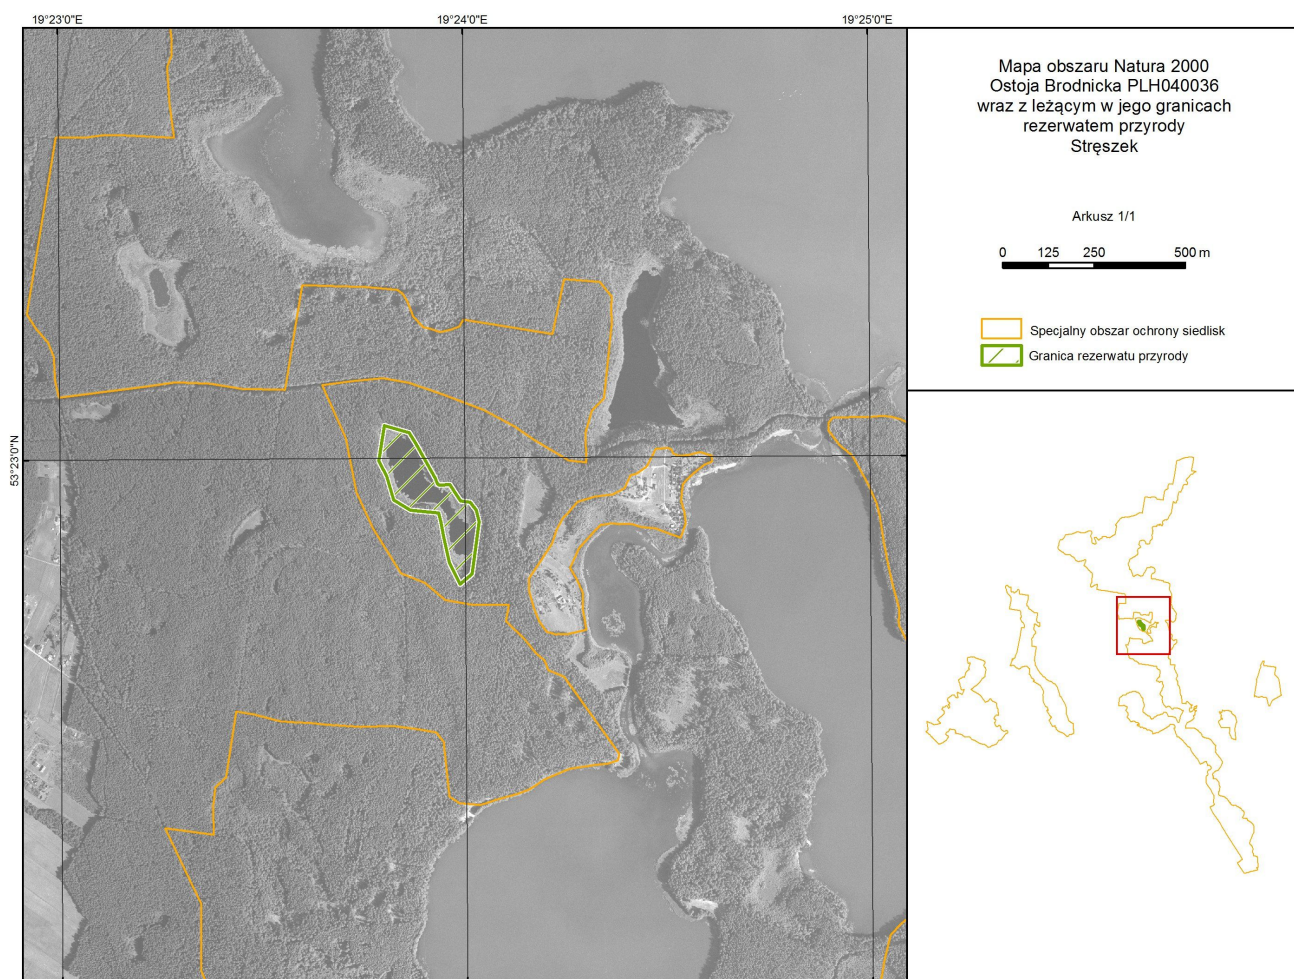 19°23'0"E
19°24'0"E
19°25'0"E
53°23'0"N
Mapa obszaru Natura 2000
Ostoja Brodnicka PLH040036
wraz z leżącym w jego granicach
rezerwatem przyrody
Stręszek
Arkusz 1/1
0 125 250 500 m
Specjalny obszar ochrony siedlisk
Granica rezerwatu przyrody